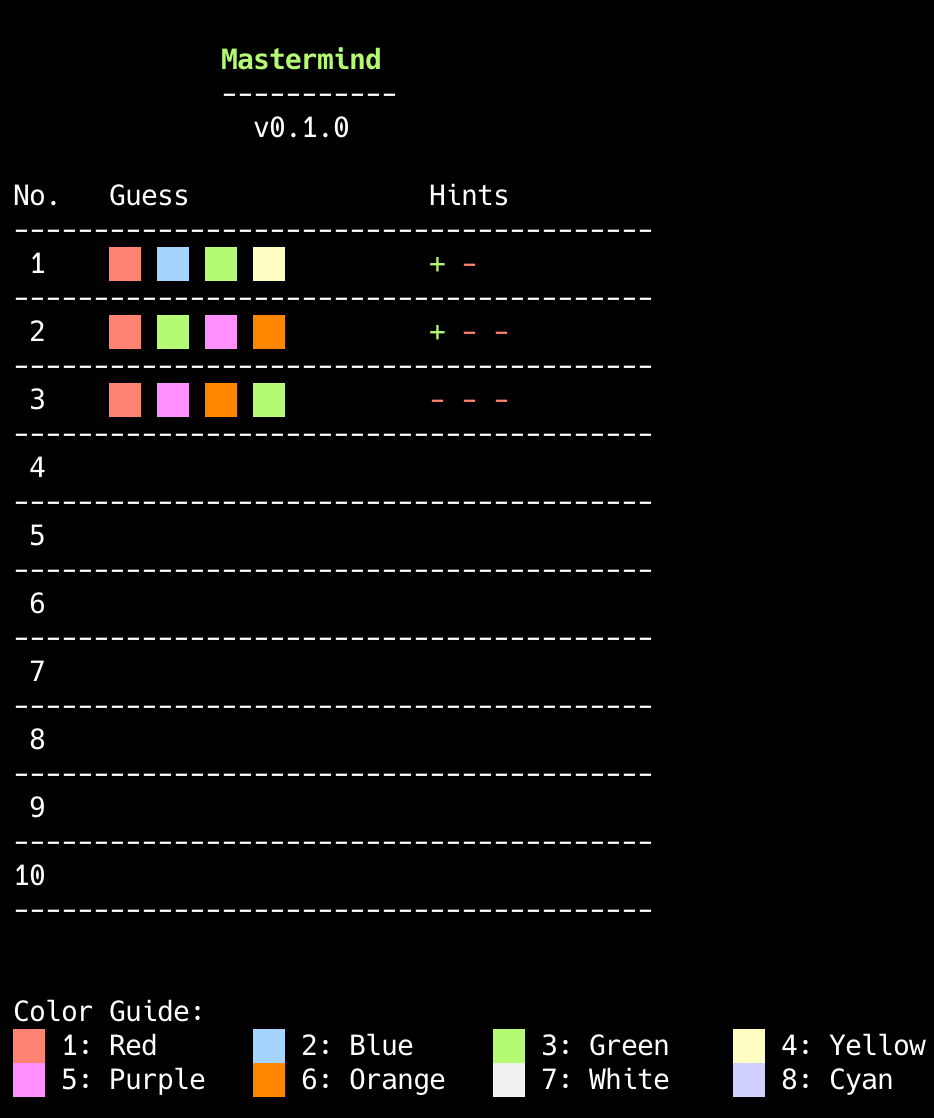 Mastermind
-----------
v0.1.0
No. Guess Hints
----------------------------------------
1 + -
----------------------------------------
2 + - -
----------------------------------------
3 - - -
----------------------------------------
4
----------------------------------------
5
----------------------------------------
6
----------------------------------------
7
----------------------------------------
8
----------------------------------------
9
----------------------------------------
10
----------------------------------------
Color Guide:
1: Red 2: Blue 3: Green 4: Yellow
5: Purple 6: Orange 7: White 8: Cyan